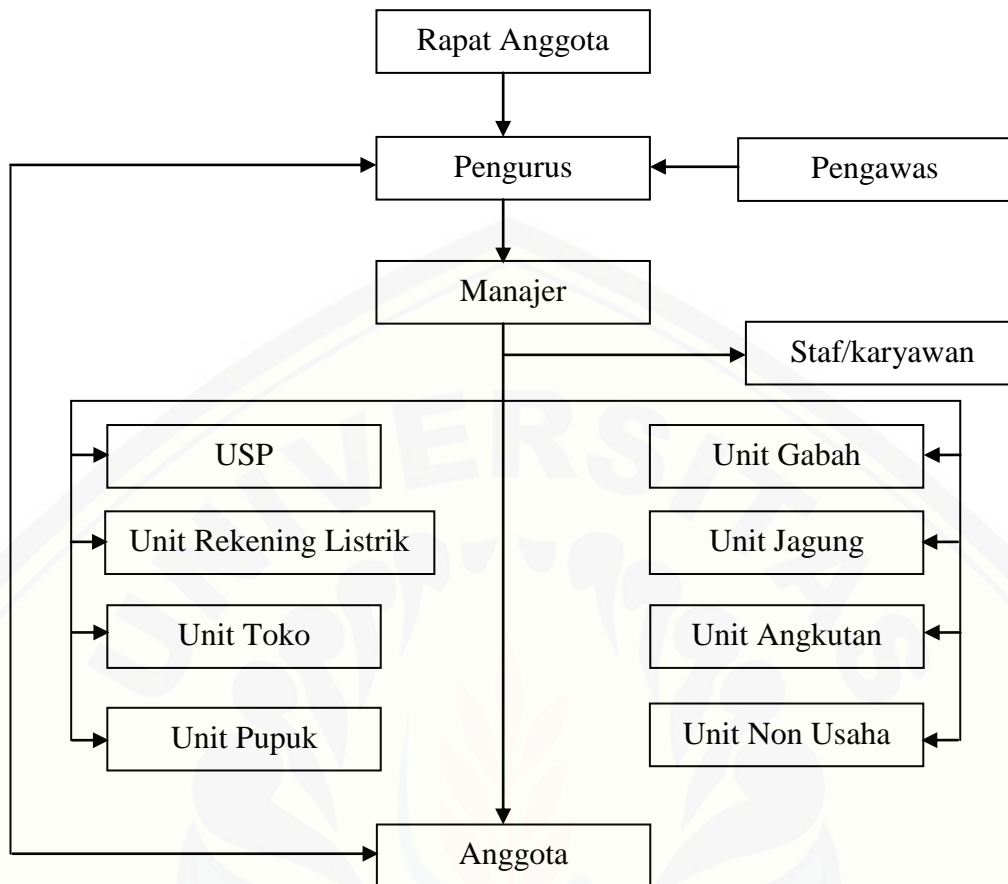 Rapat Anggota
Pengurus
Pengawas
Manajer
Staf/karyawan
USP
Unit Gabah
Unit Rekening Listrik
Unit Jagung
Unit Toko
Unit Angkutan
Unit Pupuk
Unit Non Usaha
Anggota
UNIVERSITAS